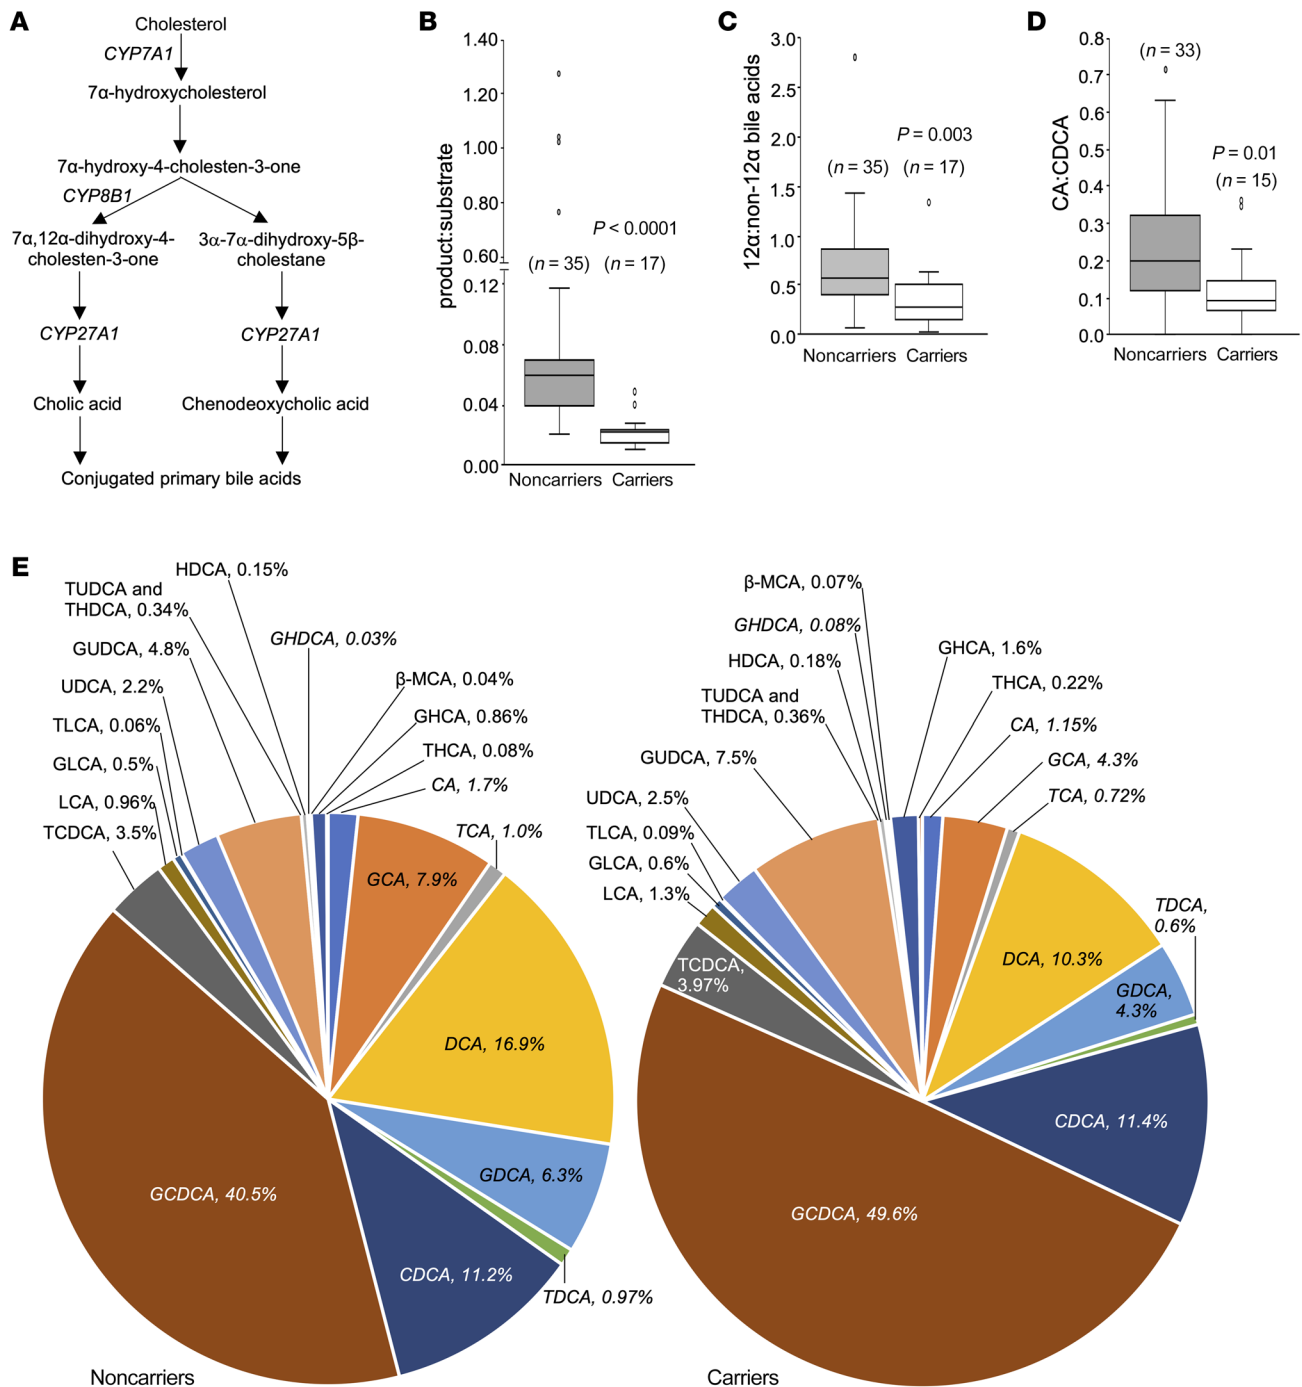 A
Cholesterol
CYP7A1
7α-hydroxycholesterol
7α-hydroxy-4-cholesten-3-one
CYP8B1
7α,12α-dihydroxy-4-
cholesten-3-one
3α-7α-dihydroxy-5β-
cholestane
CYP27A1
CYP27A1
Cholic acid
Chenodeoxycholic acid
Conjugated primary bile acids
B
product:substrate
1.40
1.20
1.00
0.80
0.60
0.12
0.08
0.04
0.00
P < 0.0001
(n = 35)
(n = 17)
Noncarriers
Carriers
C
12α:non-12α bile acids
3.0
2.5
2.0
1.5
1.0
0.5
0.0
P = 0.003
(n = 35)
(n = 17)
Noncarriers
Carriers
D
CA:CDCA
0.8
0.7
0.6
0.5
0.4
0.3
0.2
0.1
0.0
(n = 33)
P = 0.01
(n = 15)
Noncarriers
Carriers
E
HDCA, 0.15%
TUDCA and
THDCA, 0.34%
GUDCA, 4.8%
UDCA, 2.2%
TLCA, 0.06%
GLCA, 0.5%
LCA, 0.96%
TCDCA, 3.5%
GHDCA, 0.03%
β-MCA, 0.04%
GHCA, 0.86%
THCA, 0.08%
CA, 1.7%
TCA, 1.0%
GCA, 7.9%
DCA, 16.9%
GDCA, 6.3%
TDCA, 0.97%
CDCA, 11.2%
GCDCA, 40.5%
Noncarriers
β-MCA, 0.07%
GHDCA, 0.08%
HDCA, 0.18%
TUDCA and
THDCA, 0.36%
GUDCA, 7.5%
UDCA, 2.5%
TLCA, 0.09%
GLCA, 0.6%
LCA, 1.3%
TCDCA,
3.97%
GHCA, 1.6%
THCA, 0.22%
CA, 1.15%
GCA, 4.3%
TCA, 0.72%
DCA, 10.3%
TDCA,
0.6%
GDCA,
4.3%
CDCA, 11.4%
GCDCA, 49.6%
Carriers